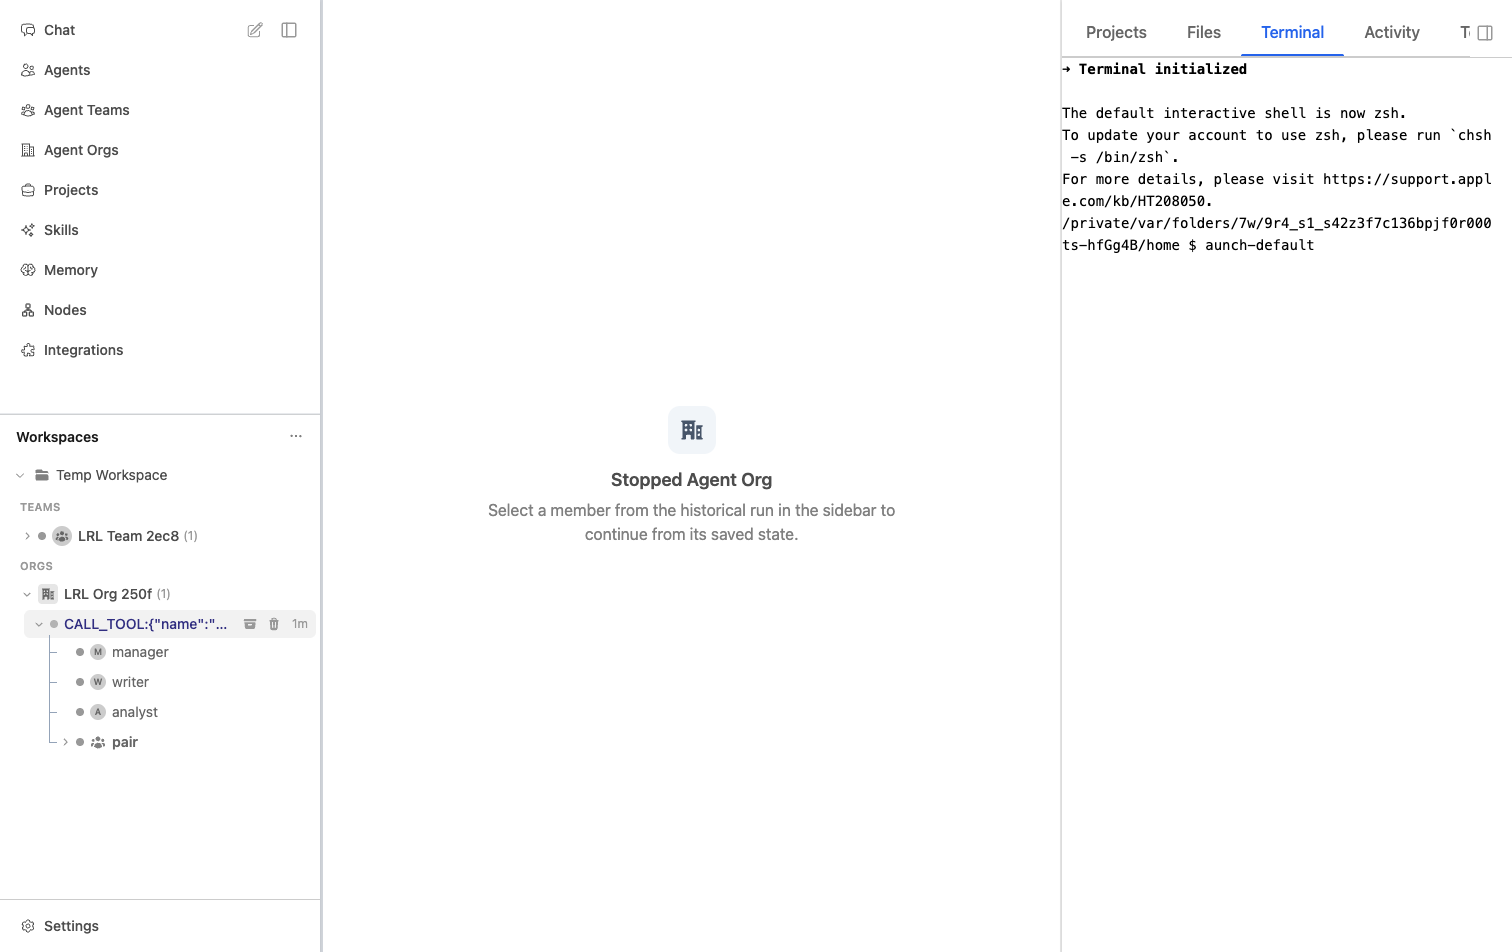 Chat
Agents
Agent Teams
Agent Orgs
Projects
Skills
Memory
Nodes
Integrations
Workspaces
Temp Workspace
TEAMS
LRL Team 2ec8 (1)
ORGS
LRL Org 250f (1)
CALL_TOOL:{"name":"... 1m
M manager
W writer
A analyst
pair
Settings
Stopped Agent Org
Select a member from the historical run in the sidebar to
continue from its saved state.
Projects Files Terminal Activity
→ Terminal initialized
The default interactive shell is now zsh.
To update your account to use zsh, please run `chsh
-s /bin/zsh`.
For more details, please visit https://support.appl
e.com/kb/HT208050.
/private/var/folders/7w/9r4_s1_s42z3f7c136bpjf0r000
ts-hfGg4B/home $ aunch-default